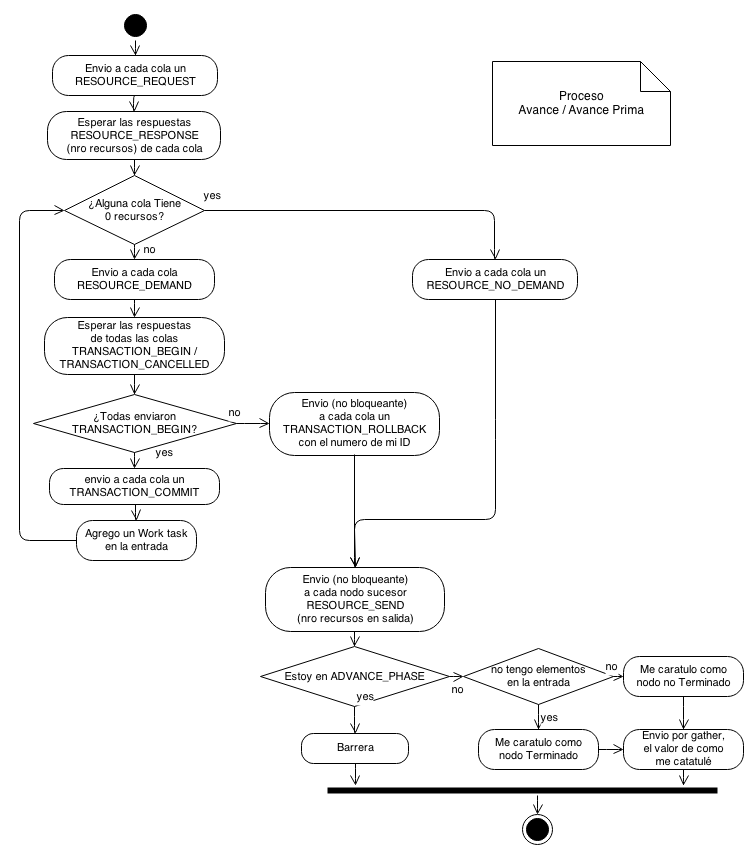 Envio a cada cola un
RESOURCE_REQUEST
Proceso
Avance / Avance Prima
Esperar las respuestas
RESOURCE_RESPONSE
(nro recursos) de cada cola
¿Alguna cola Tiene
0 recursos?
yes
no
Envio a cada cola
RESOURCE_DEMAND
Envio a cada cola un
RESOURCE_NO_DEMAND
Esperar las respuestas
de todas las colas
TRANSACTION_BEGIN /
TRANSACTION_CANCELLED
¿Todas enviaron
TRANSACTION_BEGIN?
no
yes
Envio (no bloqueante)
a cada cola un
TRANSACTION_ROLLBACK
con el numero de mi ID
envio a cada cola un
TRANSACTION_COMMIT
Agrego un Work task
en la entrada
Envio (no bloqueante)
a cada nodo sucesor
RESOURCE_SEND
(nro recursos en salida)
Estoy en ADVANCE_PHASE
yes
no
no tengo elementos
en la entrada
no
yes
Me caratulo como
nodo no Terminado
Barrera
Me caratulo como
nodo Terminado
Envio por gather,
el valor de como
me catatulé